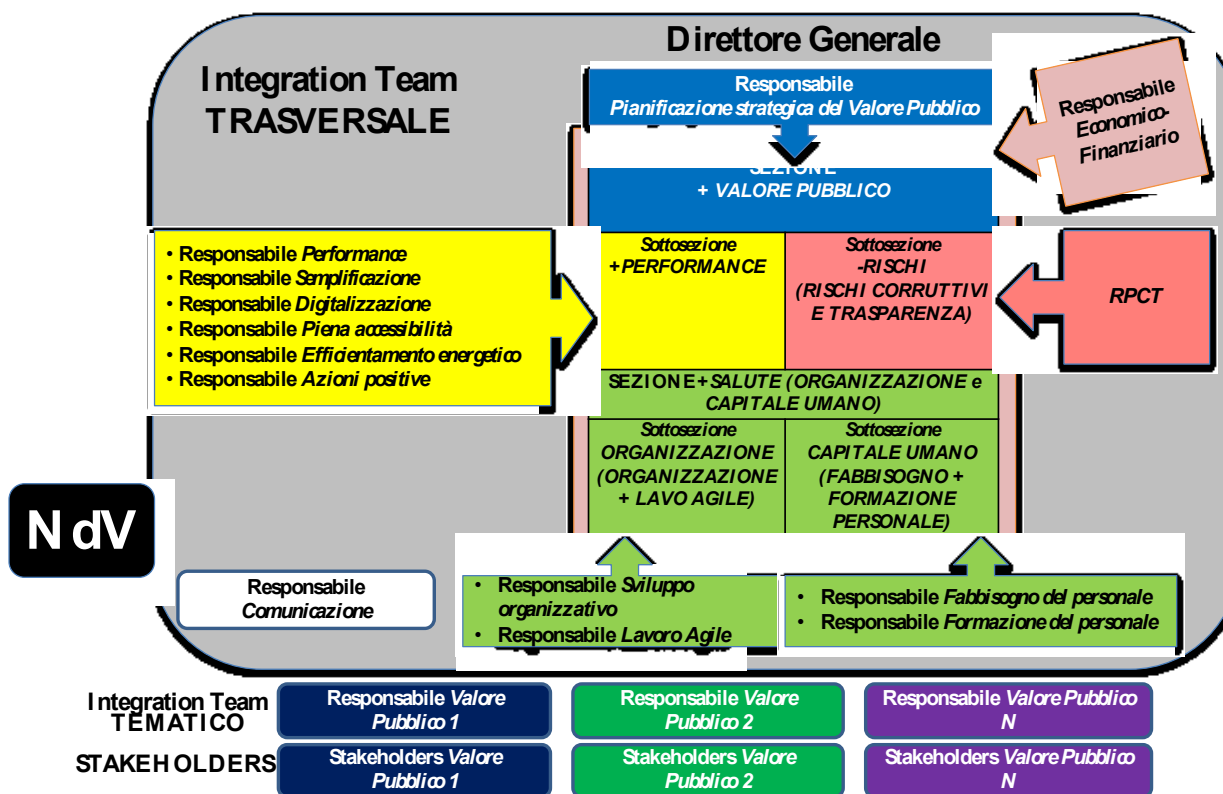 Direttore Generale
Integration Team
TRASVERSALE
Responsabile
Pianificazione strategica del Valore Pubblico
Responsabile
Economico-
Finanziario
SEZIONE
+ VALORE PUBBLICO
• Responsabile Performance
• Responsabile Semplificazione
• Responsabile Digitalizzazione
• Responsabile Piena accessibilità
• Responsabile Efficientamento energetico
• Responsabile Azioni positive
Sottosezione
+PERFORMANCE
Sottosezione
-RISCHI
(RISCHI CORRUTTIVI
E TRASPARENZA)
RPCT
SEZIONE+SALUTE (ORGANIZZAZIONE e
CAPITALE UMANO)
Sottosezione
ORGANIZZAZIONE
(ORGANIZZAZIONE
+ LAVO AGILE)
Sottosezione
CAPITALE UMANO
(FABBISOGNO +
FORMAZIONE
PERSONALE)
NdV
Responsabile
Comunicazione
• Responsabile Sviluppo
organizzativo
• Responsabile Lavoro Agile
• Responsabile Fabbisogno del personale
• Responsabile Formazione del personale
Integration Team
TEMATICO
Responsabile Valore
Pubblico 1
Responsabile Valore
Pubblico 2
Responsabile Valore Pubblico
N
STAKEHOLDERS
Stakeholders Valore
Pubblico 1
Stakeholders Valore
Pubblico 2
Stakeholders Valore Pubblico
N